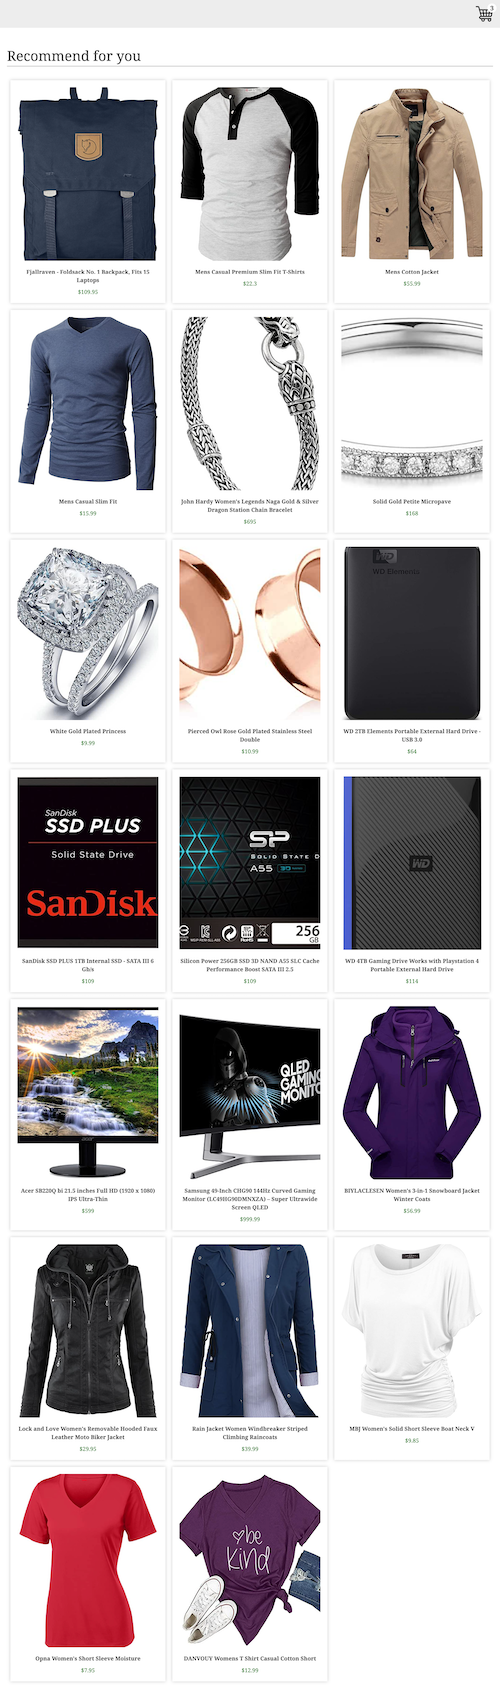 3
Recommend for you
Fjallraven - Foldsack No. 1 Backpack, Fits 15
Laptops
$109.95
Mens Casual Premium Slim Fit T-Shirts
$22.3
Mens Cotton Jacket
$55.99
Mens Casual Slim Fit
$15.99
John Hardy Women's Legends Naga Gold & Silver
Dragon Station Chain Bracelet
$695
Solid Gold Petite Micropave
$168
White Gold Plated Princess
$9.99
Pierced Owl Rose Gold Plated Stainless Steel
Double
$10.99
WD
WD Elements
WD 2TB Elements Portable External Hard Drive -
USB 3.0
$64
SanDisk
SSD PLUS
Solid State Drive
SanDisk
SanDisk SSD PLUS 1TB Internal SSD - SATA III 6
Gb/s
$109
SP
SOLID STATE D
A55
256
GB
Silicon Power 256GB SSD 3D NAND A55 SLC Cache
Performance Boost SATA III 2.5
$109
WD
WD 4TB Gaming Drive Works with Playstation 4
Portable External Hard Drive
$114
acer
Acer SB220Q bi 21.5 inches Full HD (1920 x 1080)
IPS Ultra-Thin
$599
QLED
GAMING
MONITO
Samsung 49-Inch CHG90 144Hz Curved Gaming
Monitor (LC49HG90DMNXZA) – Super Ultrawide
Screen QLED
$999.99
BIYLACLESEN Women's 3-in-1 Snowboard Jacket
Winter Coats
$56.99
Lock and Love Women's Removable Hooded Faux
Leather Moto Biker Jacket
$29.95
Rain Jacket Women Windbreaker Striped
Climbing Raincoats
$39.99
MBJ Women's Solid Short Sleeve Boat Neck V
$9.85
Opna Women's Short Sleeve Moisture
$7.95
be
kind
DANVOUY Womens T Shirt Casual Cotton Short
$12.99